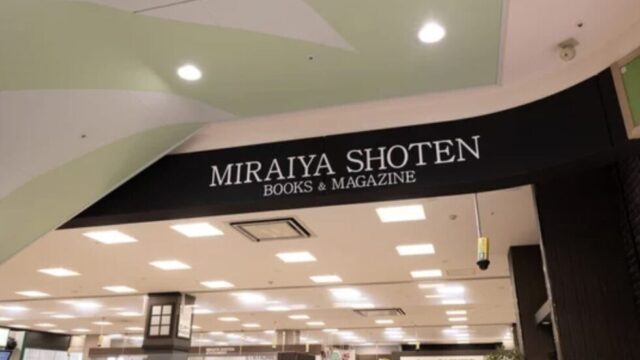 MIRAIYA SHOTEN
BOOKS & MAGAZINE